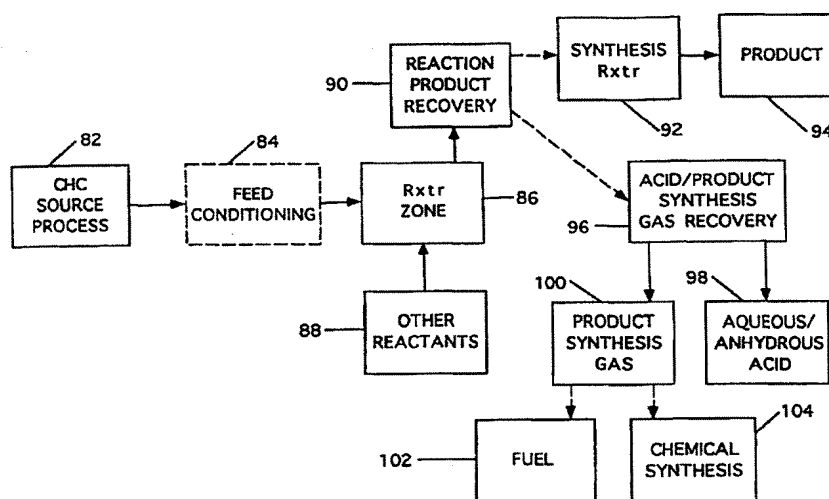 90
REACTION
PRODUCT
RECOVERY
SYNTHESIS
Rxtr
92
PRODUCT
94
82
CHC
SOURCE
PROCESS
84
FEED
CONDITIONING
Rxtr
ZONE
86
88
OTHER
REACTANTS
ACID/PRODUCT
SYNTHESIS
GAS RECOVERY
96
100
PRODUCT
SYNTHESIS
GAS
98
AQUEOUS/
ANHYDROUS
ACID
102
FUEL
104
CHEMICAL
SYNTHESIS